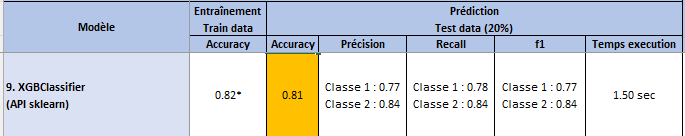 Modèle
Entraînement
Train data
Prédiction
Test data (20%)
Accuracy
Accuracy
Précision
Recall
f1
Temps execution
9. XGBClassifier
(API sklearn)
0.82*
0.81
Classe 1 : 0.77
Classe 2 : 0.84
Classe 1 : 0.78
Classe 2 : 0.84
Classe 1 : 0.77
Classe 2 : 0.84
1.50 sec